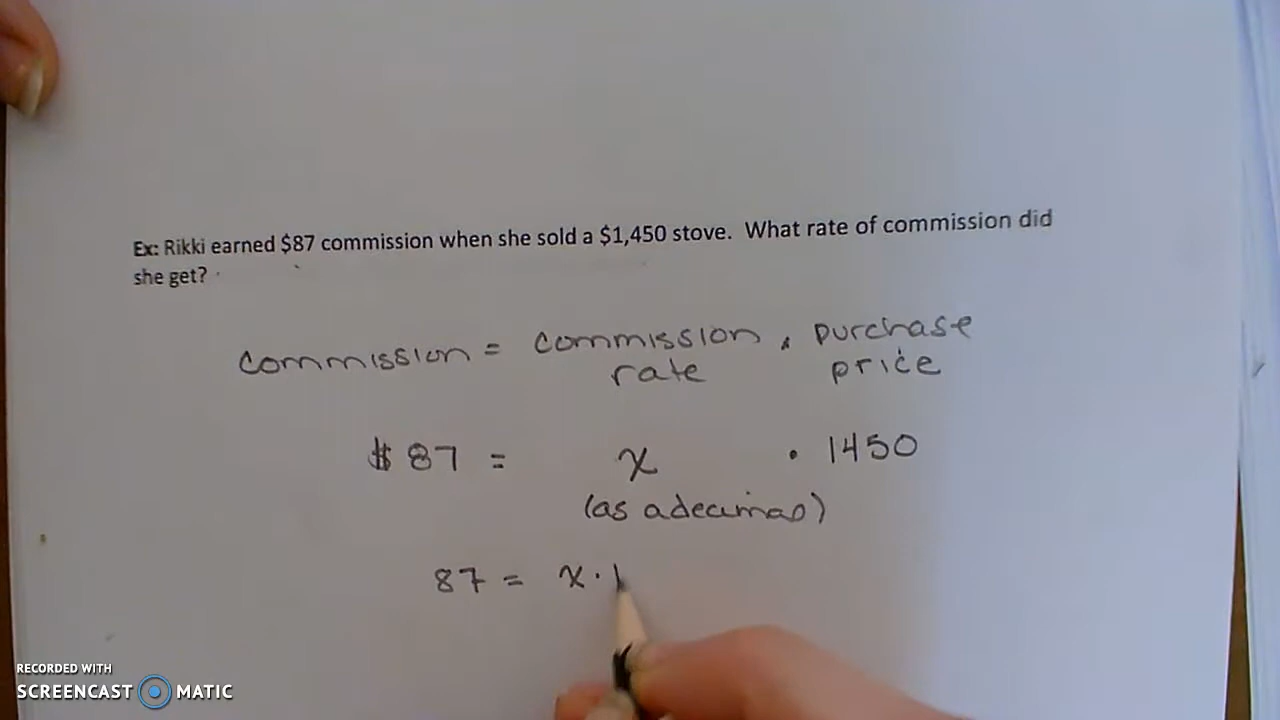 Ex: Rikki earned $87 commission when she sold a $1,450 stove. What rate of commission did
she get?
commission = commission . purchase
rate price
$87 = x · 1450
(as a decimal)
87 = x · 1
RECORDED WITH
SCREENCAST MATIC